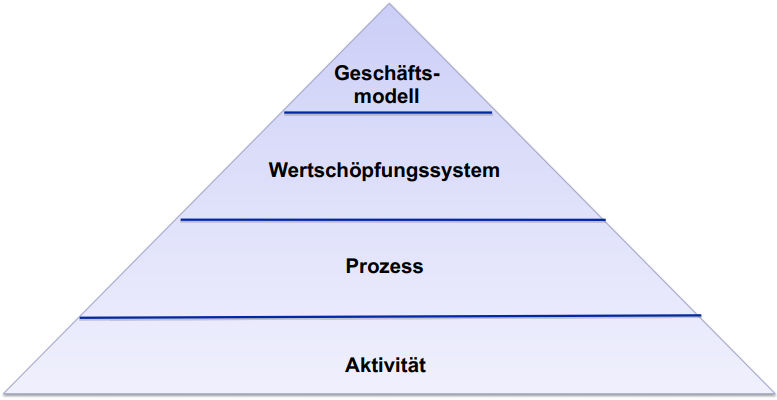 Geschäfts-
modell
Wertschöpfungssystem
Prozess
Aktivität